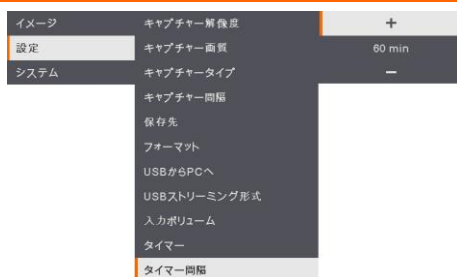 イメージ
設定
システム
キャプチャー解像度
キャプチャー画質
キャプチャータイプ
キャプチャー間隔
保存先
フォーマット
USBからPCへ
USBストリーミング形式
入力ボリューム
タイマー
タイマー間隔
+
60 min
−